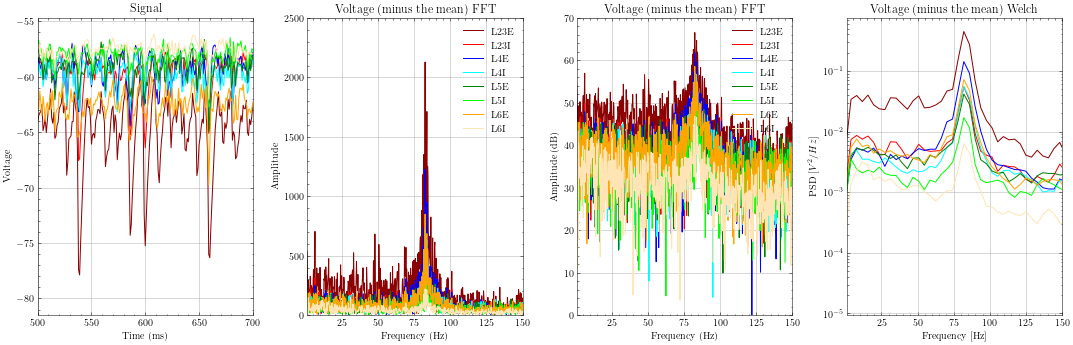 Signal
−55
−60
−65
−70
−75
−80
Voltage
500
550
600
650
700
Time (ms)
Voltage (minus the mean) FFT
2500
2000
1500
1000
500
0
Amplitude
25
50
75
100
125
150
Frequency (Hz)
L23E
L23I
L4E
L4I
L5E
L5I
L6E
L6I
Voltage (minus the mean) FFT
70
60
50
40
30
20
10
0
Amplitude (dB)
25
50
75
100
125
150
Frequency (Hz)
L23E
L23I
L4E
L4I
L5E
L5I
L6E
L6I
Voltage (minus the mean) Welch
10⁻¹
10⁻²
10⁻³
10⁻⁴
10⁻⁵
PSD [V²/Hz]
25
50
75
100
125
150
Frequency [Hz]